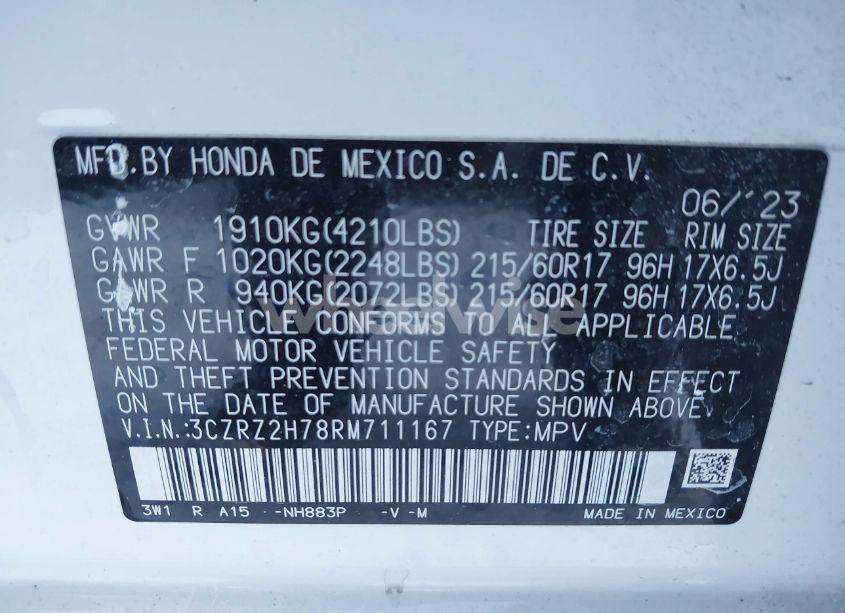 MFD.BY HONDA DE MEXICO S.A. DE C.V.
06/'23
GVWR 1910KG(4210LBS) TIRE SIZE RIM SIZE
GAWR F 1020KG(2248LBS) 215/60R17 96H 17X6.5J
GAWR R 940KG(2072LBS) 215/60R17 96H 17X6.5J
THIS VEHICLE CONFORMS TO ALL APPLICABLE
FEDERAL MOTOR VEHICLE SAFETY
AND THEFT PREVENTION STANDARDS IN EFFECT
ON THE DATE OF MANUFACTURE SHOWN ABOVE.
V.I.N.:3CZRZ2H78RM711167 TYPE:MPV
3W1 R A15 -NH883P -V -M MADE IN MEXICO